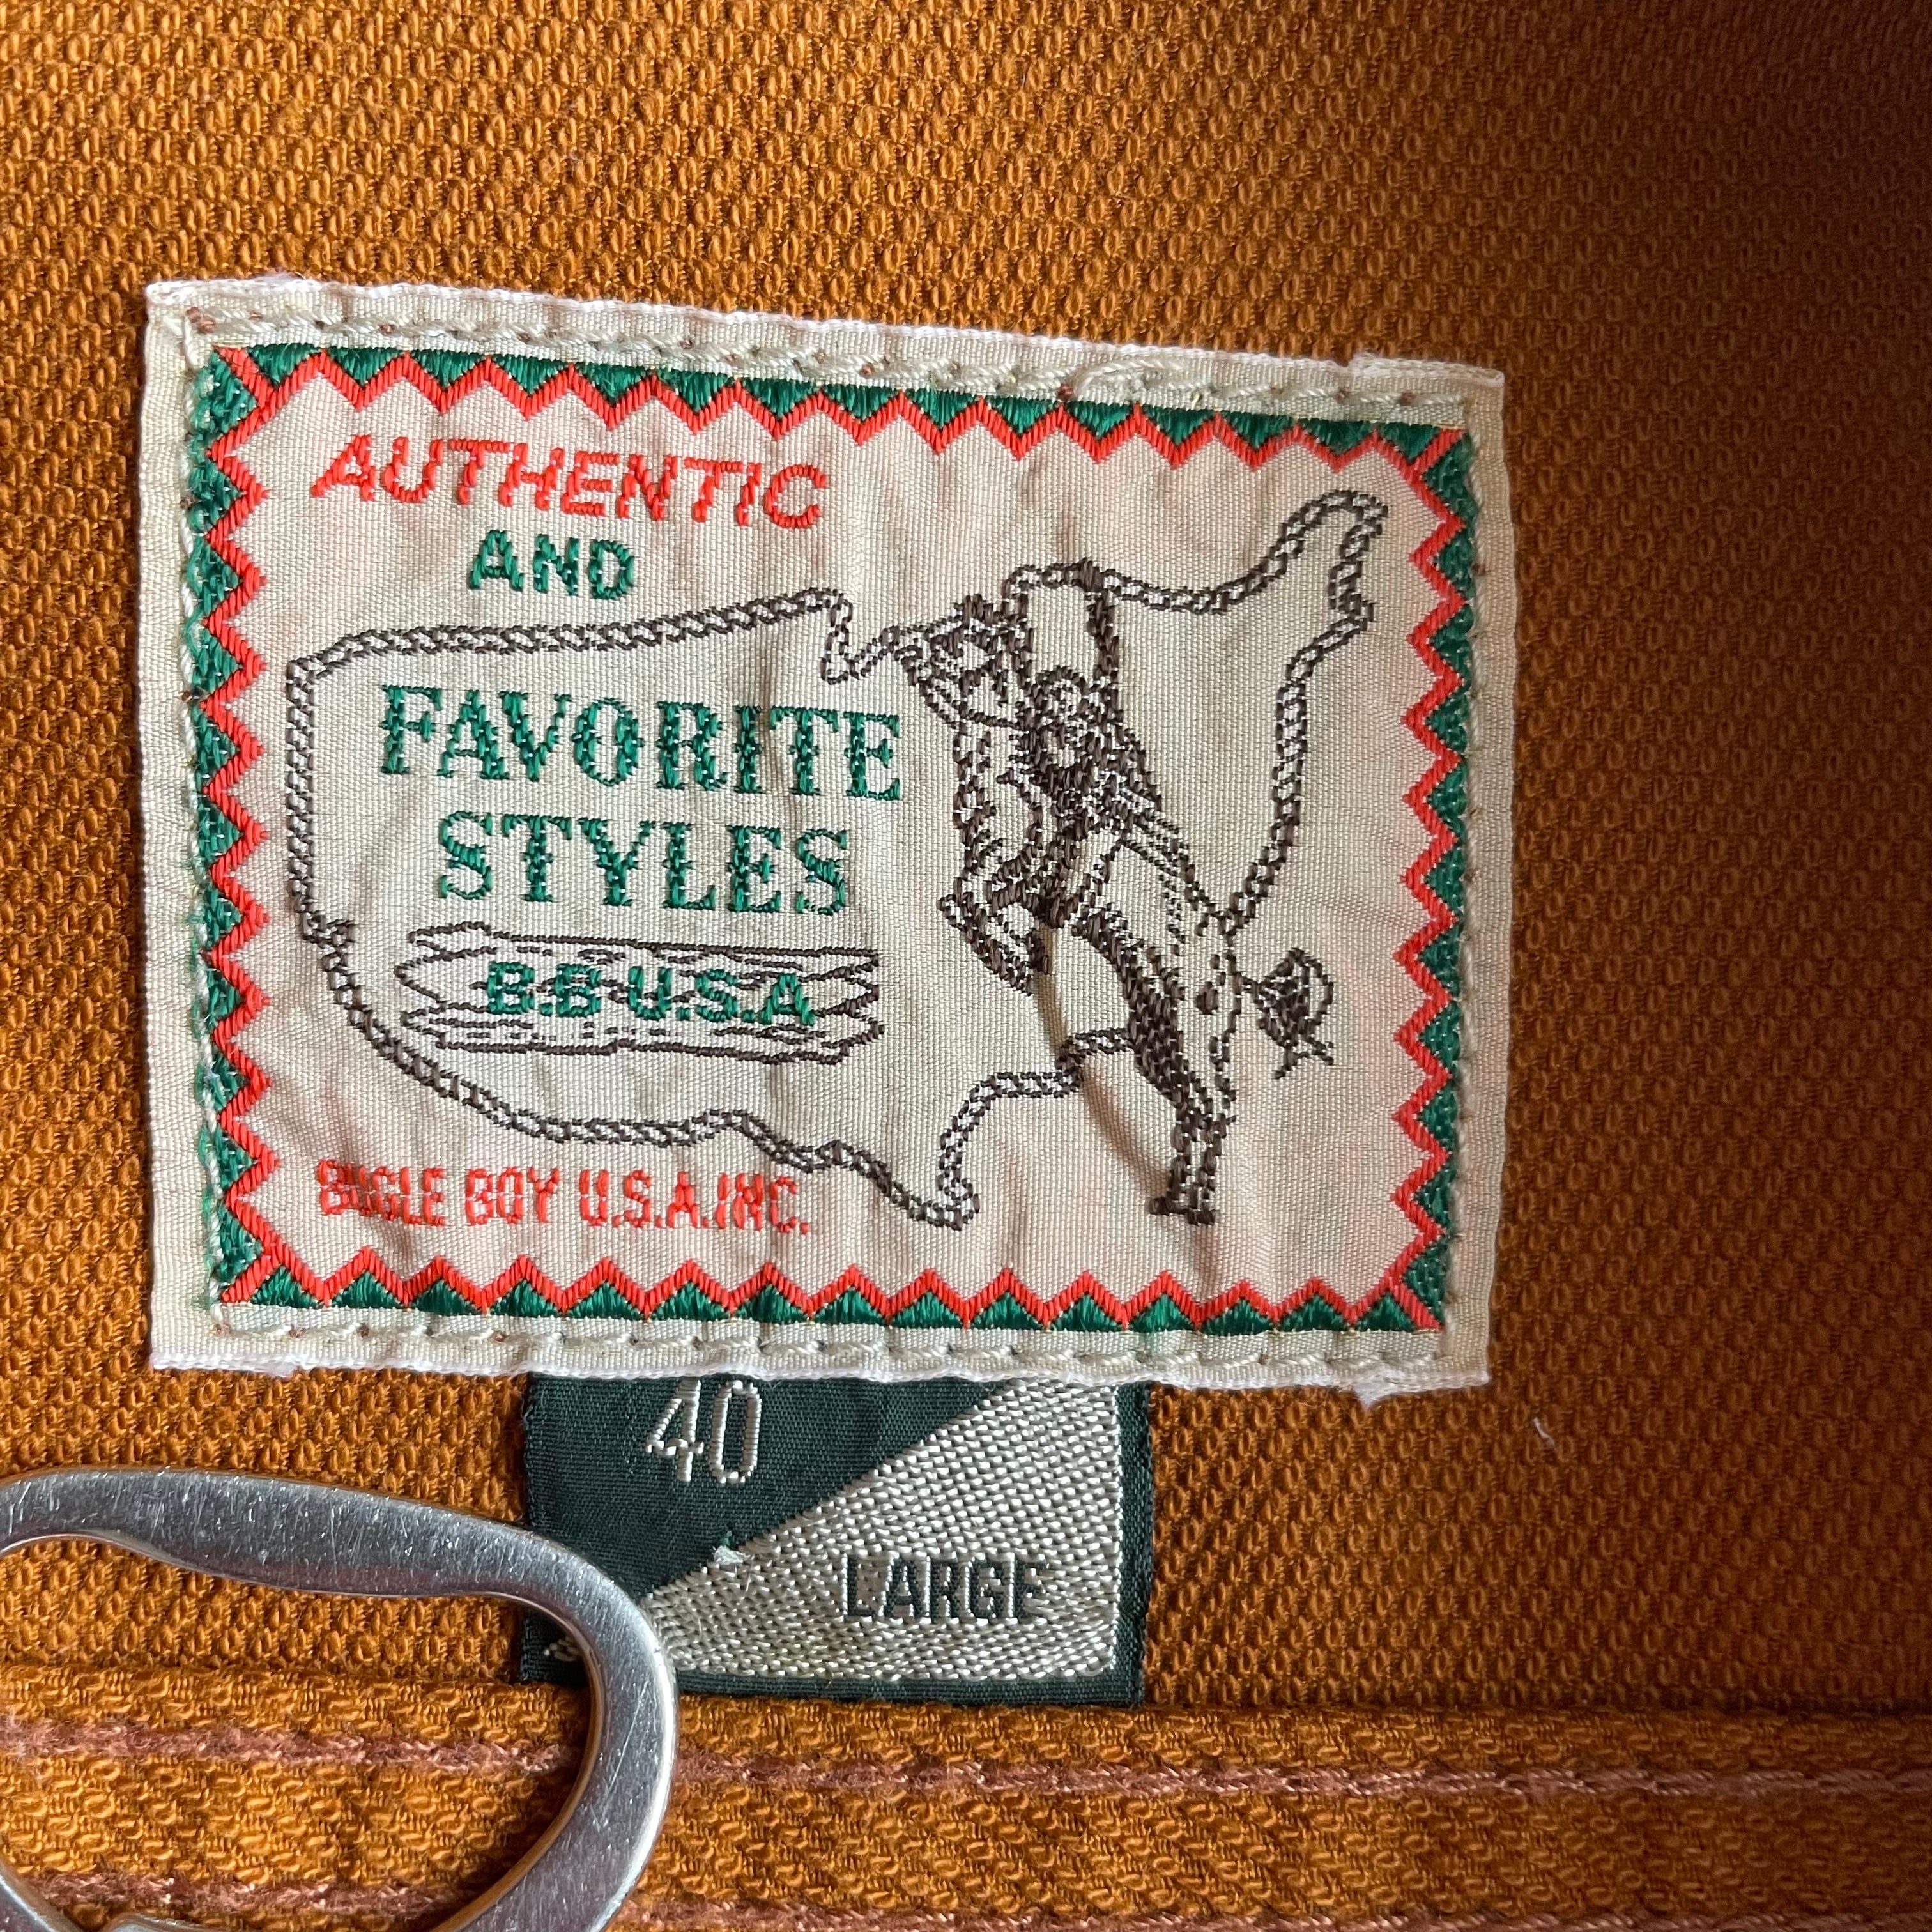 AUTHENTIC
AND
FAVORITE
STYLES
B.B U.S.A
BUGLE BOY U.S.A.INC.
40
LARGE